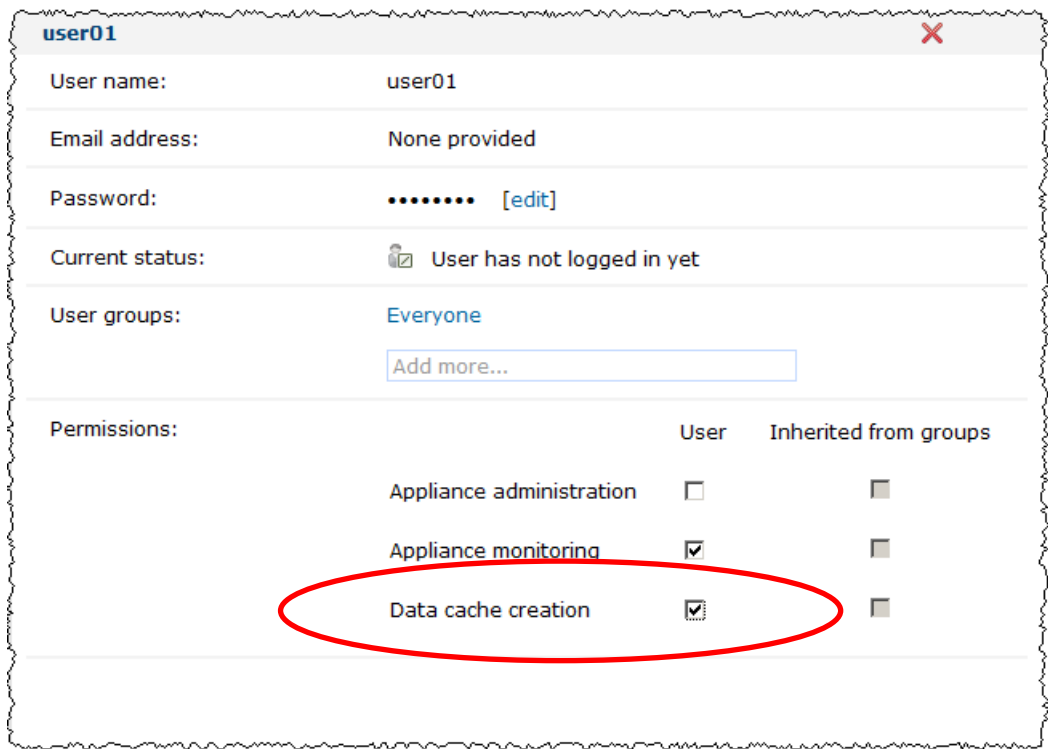 user01
User name: user01
Email address: None provided
Password: •••••••• [edit]
Current status: User has not logged in yet
User groups: Everyone
Add more...
Permissions: User Inherited from groups
Appliance administration
Appliance monitoring
Data cache creation